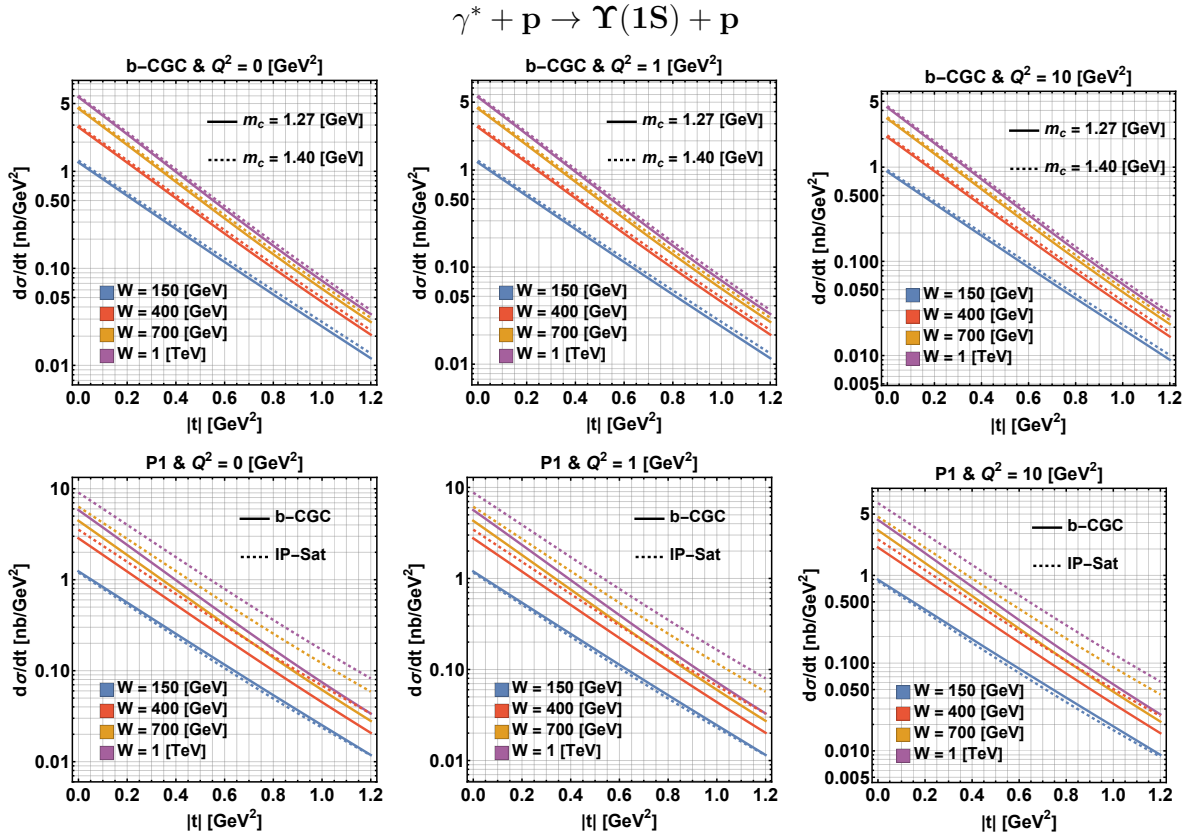 γ* + p → Υ(1S) + p
b−CGC & Q² = 0 [GeV²]
dσ/dt [nb/GeV²]
5
1
0.50
0.10
0.05
0.01
m_c = 1.27 [GeV]
m_c = 1.40 [GeV]
W = 150 [GeV]
W = 400 [GeV]
W = 700 [GeV]
W = 1 [TeV]
0.0 0.2 0.4 0.6 0.8 1.0 1.2
|t| [GeV²]
b−CGC & Q² = 1 [GeV²]
dσ/dt [nb/GeV²]
5
1
0.50
0.10
0.05
0.01
m_c = 1.27 [GeV]
m_c = 1.40 [GeV]
W = 150 [GeV]
W = 400 [GeV]
W = 700 [GeV]
W = 1 [TeV]
0.0 0.2 0.4 0.6 0.8 1.0 1.2
|t| [GeV²]
b−CGC & Q² = 10 [GeV²]
dσ/dt [nb/GeV²]
5
1
0.500
0.100
0.050
0.010
0.005
m_c = 1.27 [GeV]
m_c = 1.40 [GeV]
W = 150 [GeV]
W = 400 [GeV]
W = 700 [GeV]
W = 1 [TeV]
0.0 0.2 0.4 0.6 0.8 1.0 1.2
|t| [GeV²]
P1 & Q² = 0 [GeV²]
dσ/dt [nb/GeV²]
10
1
0.10
0.01
b−CGC
IP−Sat
W = 150 [GeV]
W = 400 [GeV]
W = 700 [GeV]
W = 1 [TeV]
0.0 0.2 0.4 0.6 0.8 1.0 1.2
|t| [GeV²]
P1 & Q² = 1 [GeV²]
dσ/dt [nb/GeV²]
10
1
0.10
0.01
b−CGC
IP−Sat
W = 150 [GeV]
W = 400 [GeV]
W = 700 [GeV]
W = 1 [TeV]
0.0 0.2 0.4 0.6 0.8 1.0 1.2
|t| [GeV²]
P1 & Q² = 10 [GeV²]
dσ/dt [nb/GeV²]
5
1
0.500
0.100
0.050
0.010
0.005
b−CGC
IP−Sat
W = 150 [GeV]
W = 400 [GeV]
W = 700 [GeV]
W = 1 [TeV]
0.0 0.2 0.4 0.6 0.8 1.0 1.2
|t| [GeV²]